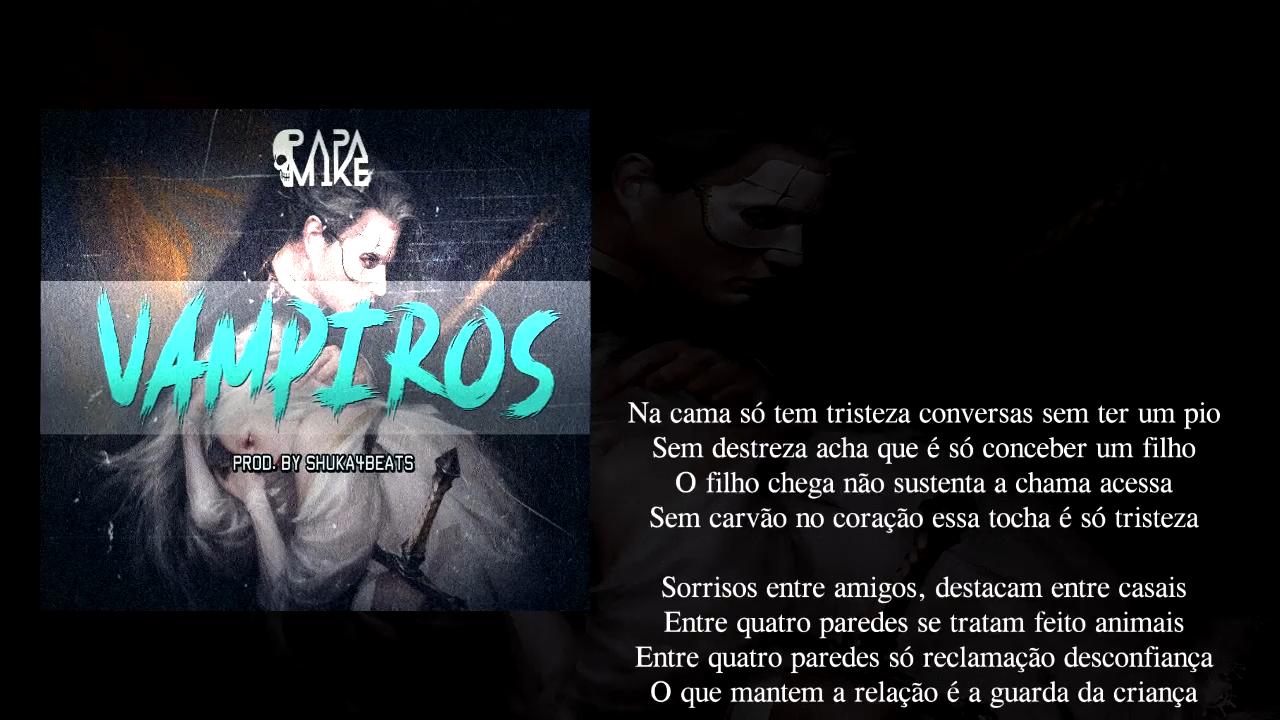 PAPA
MIKE
VAMPIROS
PROD. BY SHUKA4BEATS
Na cama só tem tristeza conversas sem ter um pio
Sem destreza acha que é só conceber um filho
O filho chega não sustenta a chama acessa
Sem carvão no coração essa tocha é só tristeza
Sorrisos entre amigos, destacam entre casais
Entre quatro paredes se tratam feito animais
Entre quatro paredes só reclamação desconfiança
O que mantem a relação é a guarda da criança